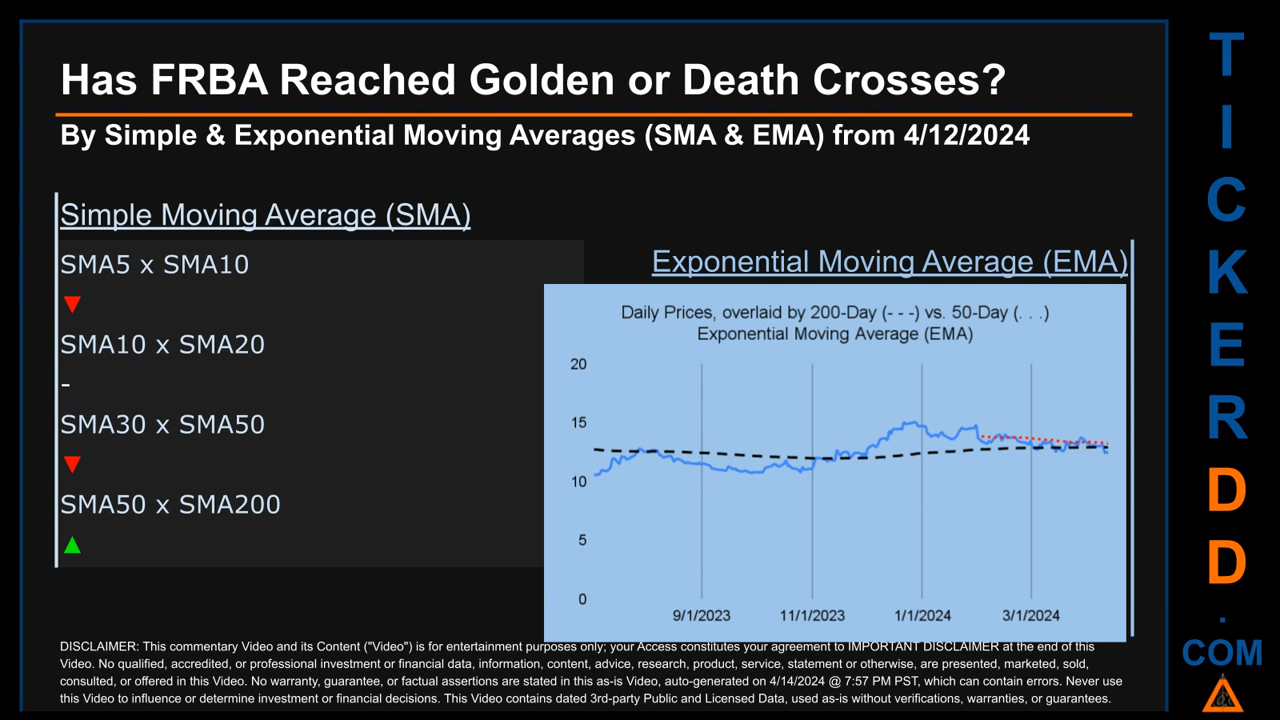 Has FRBA Reached Golden or Death Crosses?
By Simple & Exponential Moving Averages (SMA & EMA) from 4/12/2024
Simple Moving Average (SMA)
SMA5 x SMA10
▼
SMA10 x SMA20
-
SMA30 x SMA50
▼
SMA50 x SMA200
▲
Exponential Moving Average (EMA)
Daily Prices, overlaid by 200-Day (- - -) vs. 50-Day (. . .)
Exponential Moving Average (EMA)
20
15
10
5
0
9/1/2023 11/1/2023 1/1/2024 3/1/2024
DISCLAIMER: This commentary Video and its Content ("Video") is for entertainment purposes only; your Access constitutes your agreement to IMPORTANT DISCLAIMER at the end of this
Video. No qualified, accredited, or professional investment or financial data, information, content, advice, research, product, service, statement or otherwise, are presented, marketed, sold,
consulted, or offered in this Video. No warranty, guarantee, or factual assertions are stated in this as-is Video, auto-generated on 4/14/2024 @ 7:57 PM PST, which can contain errors. Never use
this Video to influence or determine investment or financial decisions. This Video contains dated 3rd-party Public and Licensed Data, used as-is without verifications, warranties, or guarantees.
T
I
C
K
E
R
D
D
.
COM